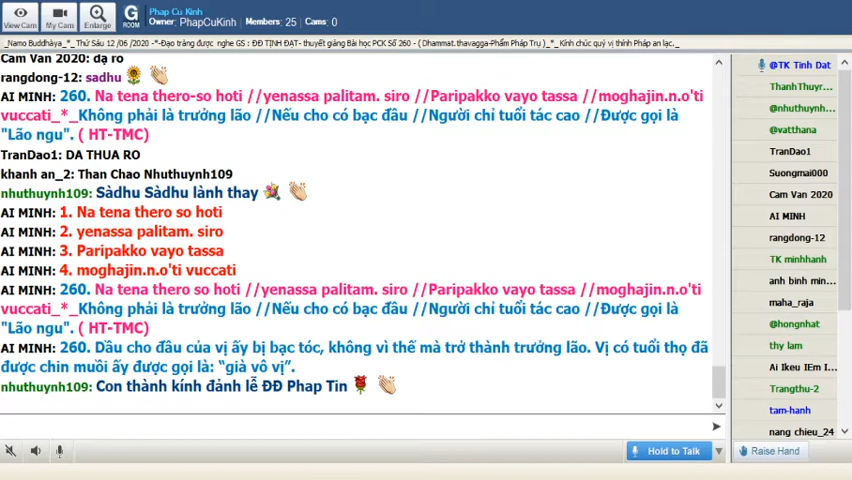 Phap Cu Kinh
Owner: PhapCuKinh Members: 25 Cams: 0
View Cam
My Cam
Enlarge
G
ROOM
_Namo Buddhàya_*_ Thứ Sáu 12 /06 /2020 -*-Đạo tràng được nghe GS : ĐĐ TỊNH ĐẠT- thuyết giảng Bài học PCK Số 260 - ( Dhammat.thavagga-Phẩm Pháp Trụ )_*_ Kính chúc quý vị thính Pháp an lạc._
Cam Van 2020: dạ ro
rangdong-12: sadhu
AI MINH: 260. Na tena thero-so hoti //yenassa palitam. siro //Paripakko vayo tassa //moghajin.n.o'ti
vuccati_*_Không phải là trưởng lão //Nếu cho có bạc đầu //Người chỉ tuổi tác cao //Được gọi là
"Lão ngu". ( HT-TMC)
TranDao1: DA THUA RO
khanh an_2: Than Chao Nhuthuynh109
nhuthuynh109: Sàdhu Sàdhu lành thay
AI MINH: 1. Na tena thero so hoti
AI MINH: 2. yenassa palitam. siro
AI MINH: 3. Paripakko vayo tassa
AI MINH: 4. moghajin.n.o'ti vuccati
AI MINH: 260. Na tena thero-so hoti //yenassa palitam. siro //Paripakko vayo tassa //moghajin.n.o'ti
vuccati_*_Không phải là trưởng lão //Nếu cho có bạc đầu //Người chỉ tuổi tác cao //Được gọi là
"Lão ngu". ( HT-TMC)
AI MINH: 260. Dầu cho đầu của vị ấy bị bạc tóc, không vì thế mà trở thành trưởng lão. Vị có tuổi thọ đã
được chin muồi ấy được gọi là: “già vô vị”.
nhuthuynh109: Con thành kính đảnh lễ ĐĐ Phap Tin
@TK Tinh Dat
ThanhThuyr...
@nhuthuynh...
@vatthana
TranDao1
Suongmai000
Cam Van 2020
AI MINH
rangdong-12
TK minhhanh
anh binh min...
maha_raja
@hongnhat
thy lam
Ai Ikeu IEm I...
Trangthu-2
tam-hanh
nang chieu_24
Hold to Talk
Raise Hand